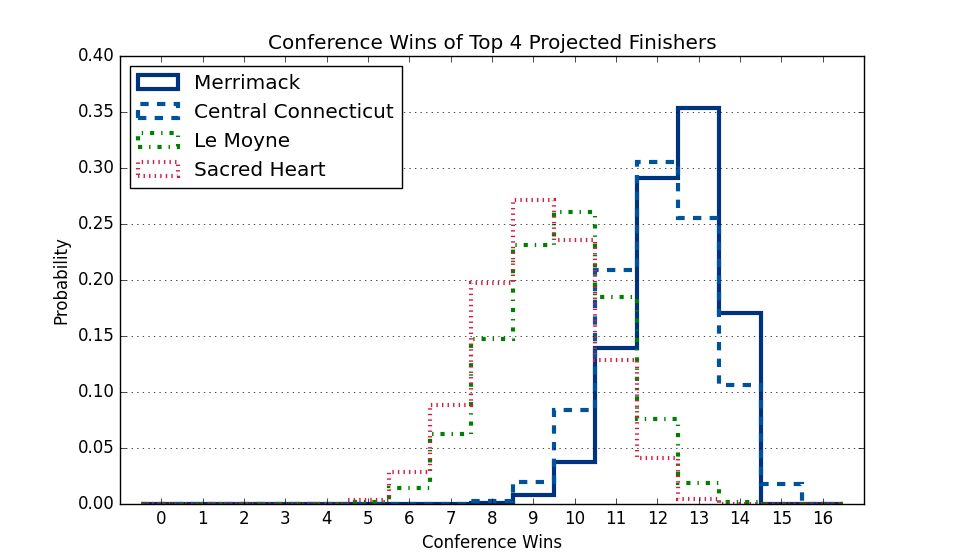 Conference Wins of Top 4 Projected Finishers
0.40
0.35
0.30
0.25
0.20
0.15
0.10
0.05
0.00
Probability
Merrimack
Central Connecticut
Le Moyne
Sacred Heart
0 1 2 3 4 5 6 7 8 9 10 11 12 13 14 15 16
Conference Wins